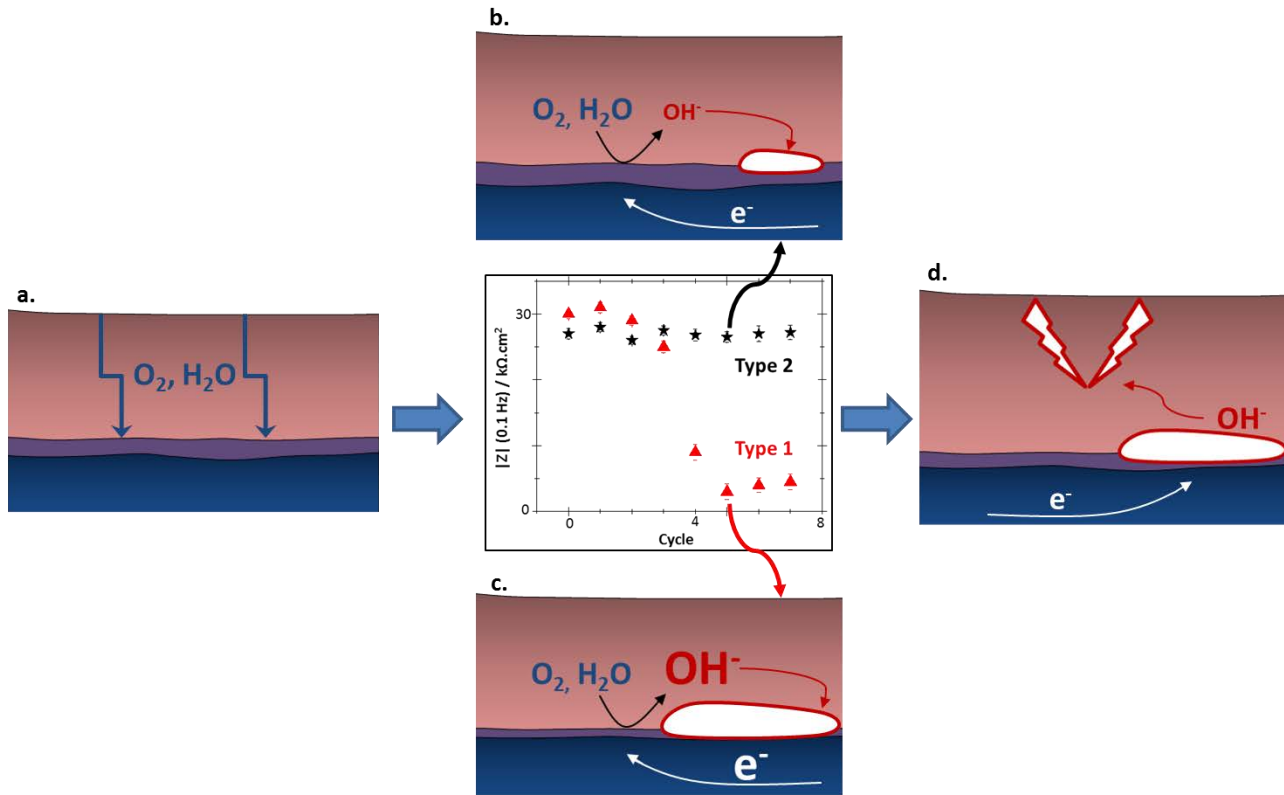 b.
O₂, H₂O OH⁻
e⁻
a.
O₂, H₂O
|Z| (0.1 Hz) / kΩ.cm²
30
0
Type 2
Type 1
0 4 8
Cycle
d.
OH⁻
e⁻
c.
O₂, H₂O OH⁻
e⁻